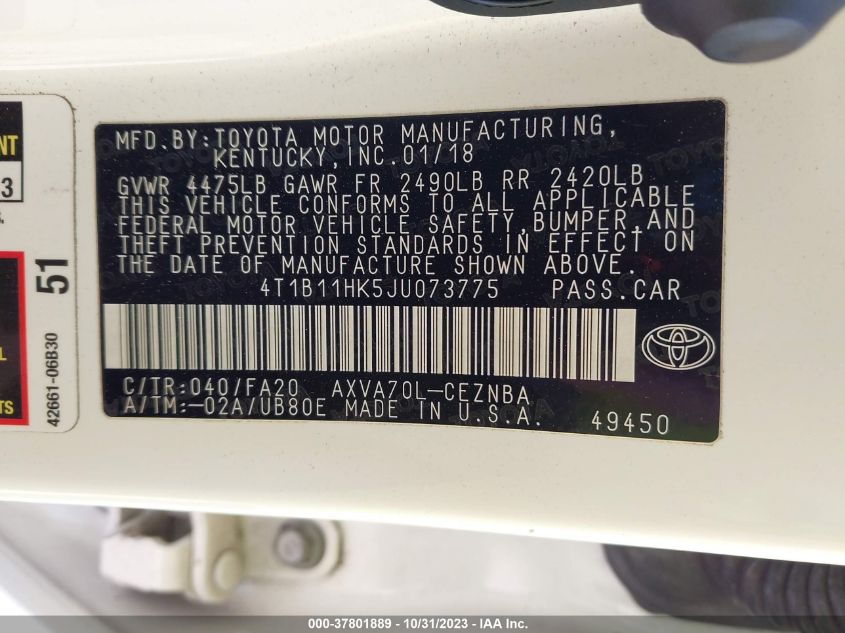 NT
3
S.
51
42661-06B30
L
TS
MFD.BY:TOYOTA MOTOR MANUFACTURING,
KENTUCKY,INC.01/18
GVWR 4475LB GAWR FR 2490LB RR 2420LB
THIS VEHICLE CONFORMS TO ALL APPLICABLE
FEDERAL MOTOR VEHICLE SAFETY,BUMPER,AND
THEFT PREVENTION STANDARDS IN EFFECT ON
THE DATE OF MANUFACTURE SHOWN ABOVE.
4T1B11HK5JU073775 PASS.CAR
C/TR:040/FA20 AXVA70L-CEZNBA
A/TM:-02A/UB80E MADE IN U.S.A. 49450
000-37801889 - 10/31/2023 - IAA Inc.